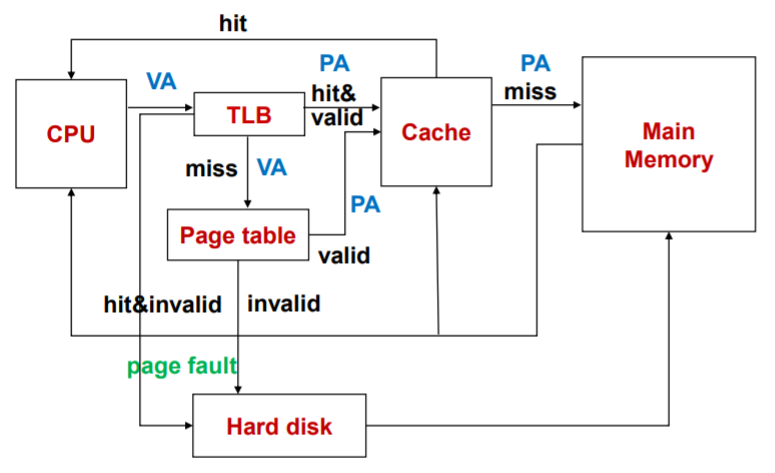 hit
VA
PA
PA
CPU
TLB
hit&
valid
Cache
miss
Main
Memory
miss
VA
PA
Page table
valid
hit&invalid
invalid
page fault
Hard disk